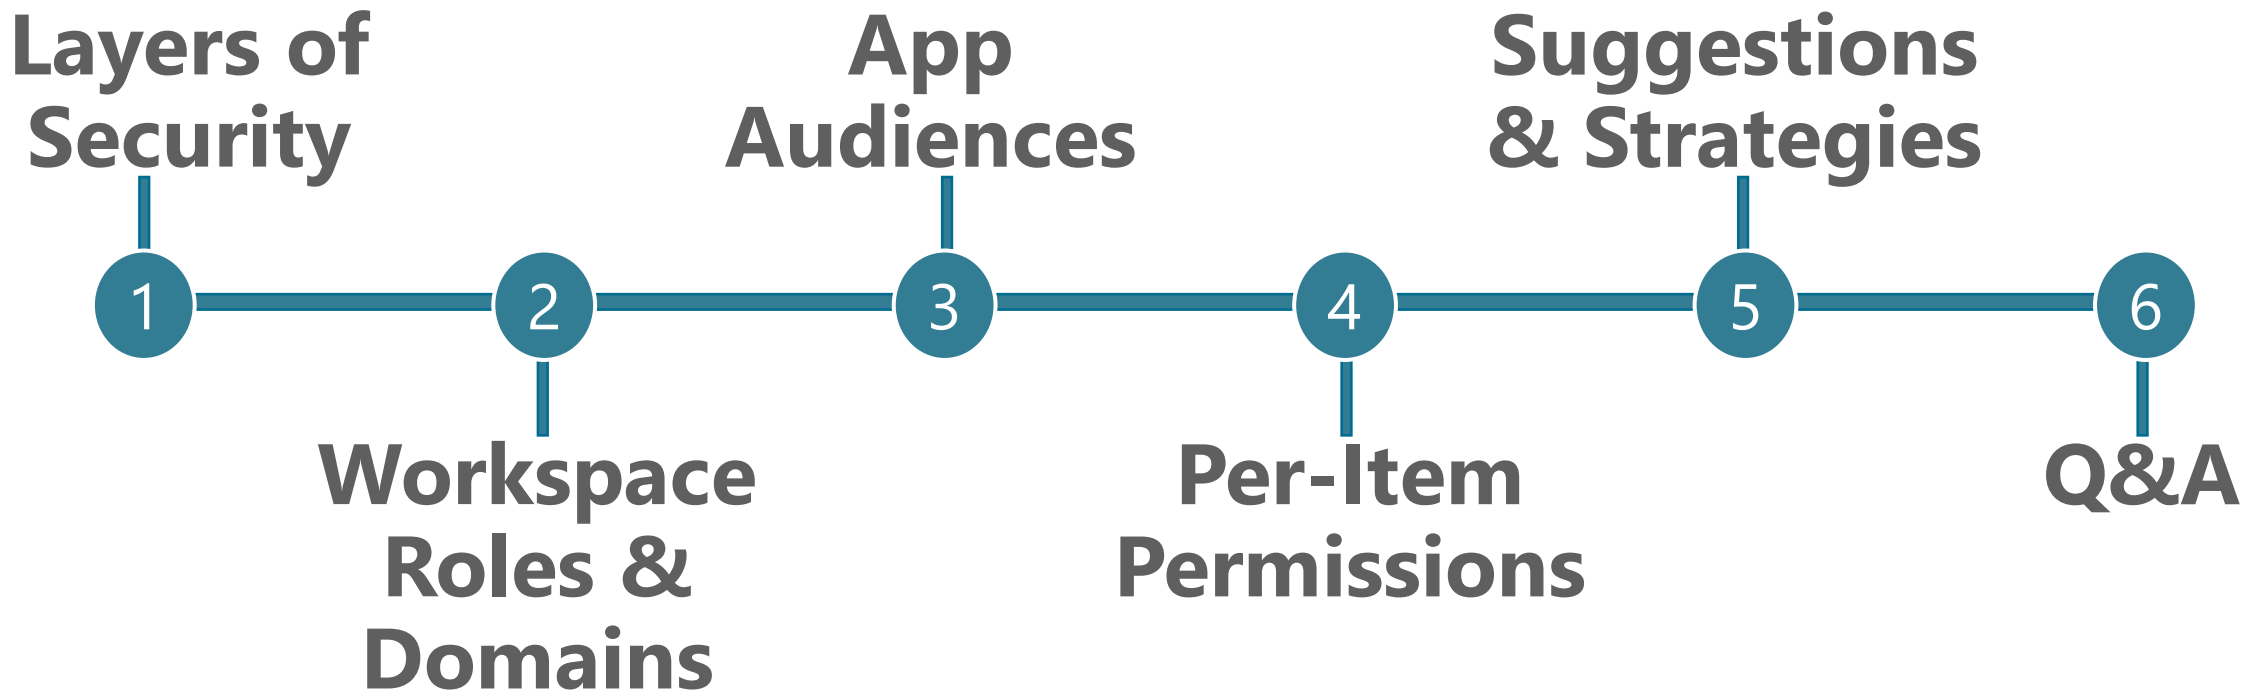 Layers of
Security
App
Audiences
Suggestions
& Strategies
1
2
3
4
5
6
Workspace
Roles &
Domains
Per-Item
Permissions
Q&A